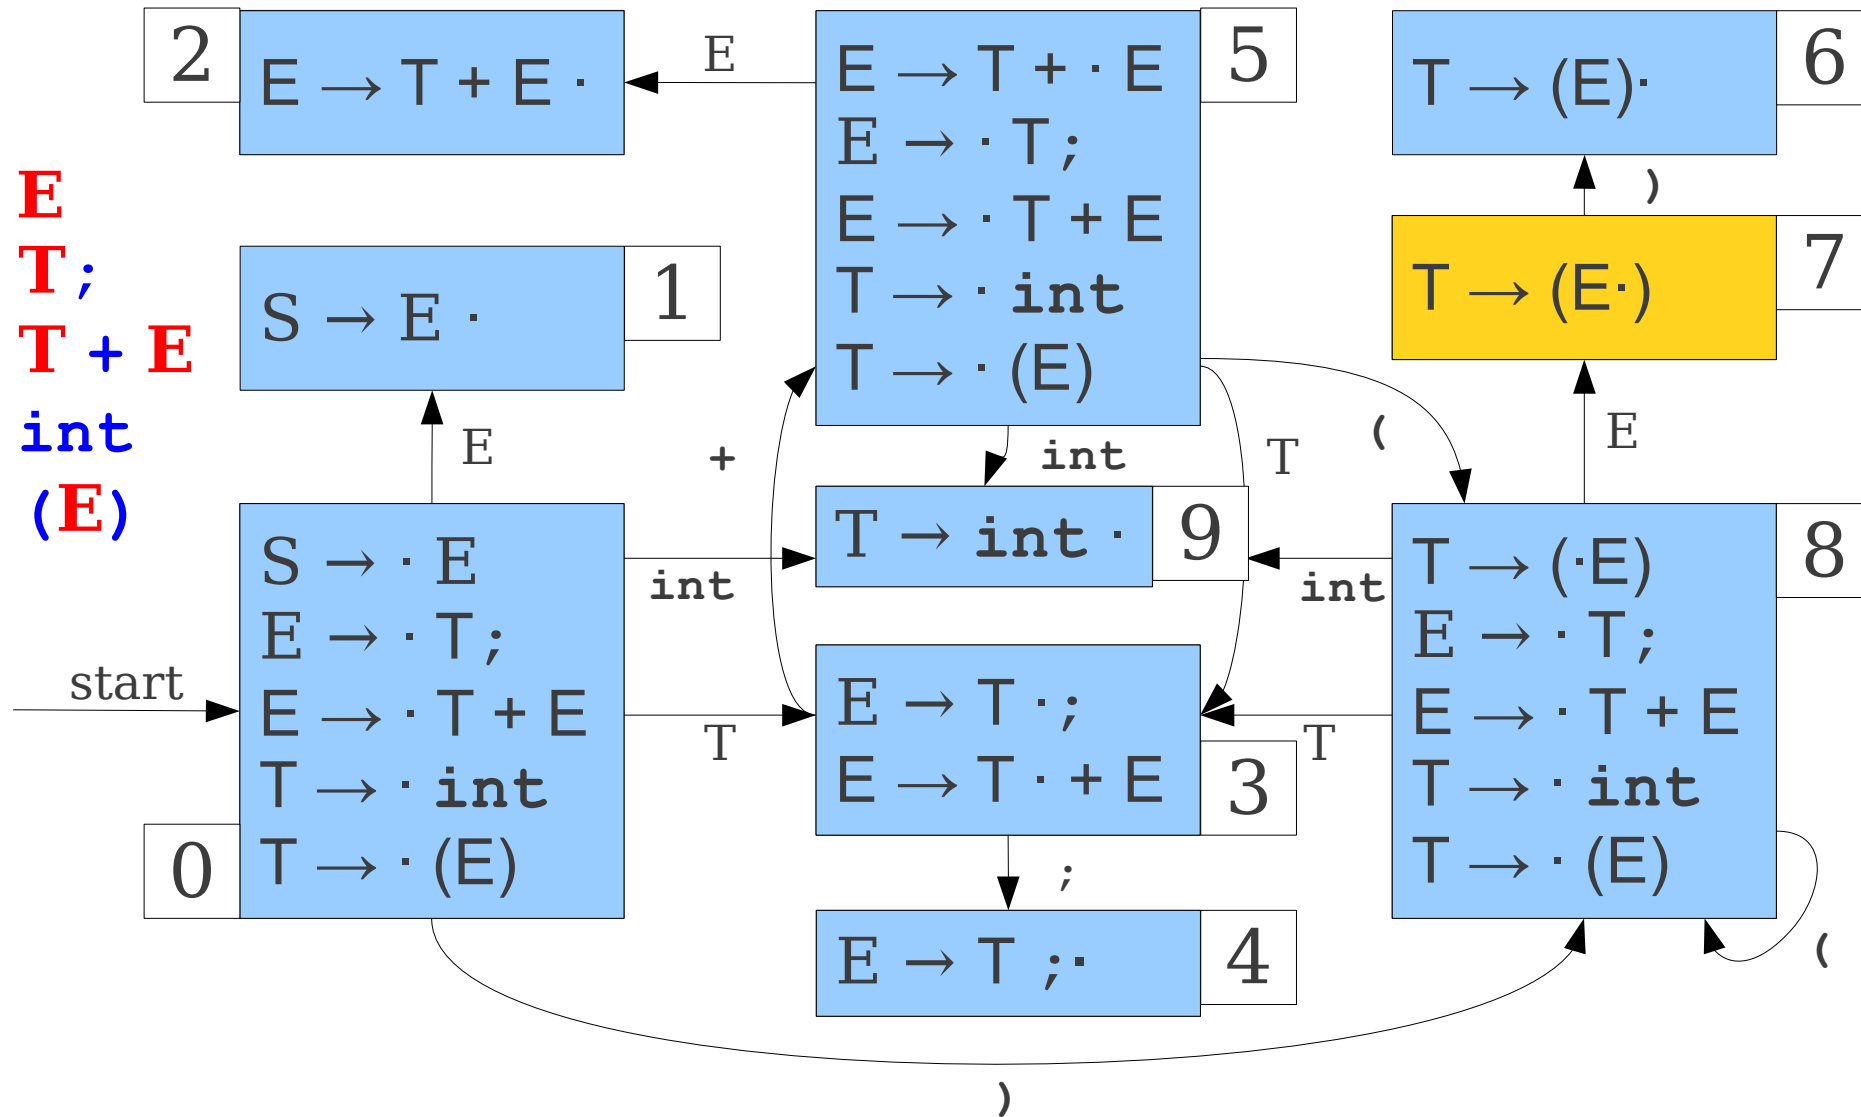 E
T ;
T + E
int
(E)
2
E → T + E ·
E
5
E → T + · E
E → · T ;
E → · T + E
T → · int
T → · (E)
6
T → (E)·
)
7
T → (E·)
1
S → E ·
E
+
int
T
(
E
9
T → int ·
int
int
0
S → · E
E → · T ;
E → · T + E
T → · int
T → · (E)
start
T
3
E → T · ;
E → T · + E
T
8
T → (·E)
E → · T ;
E → · T + E
T → · int
T → · (E)
;
4
E → T ;·
(
)